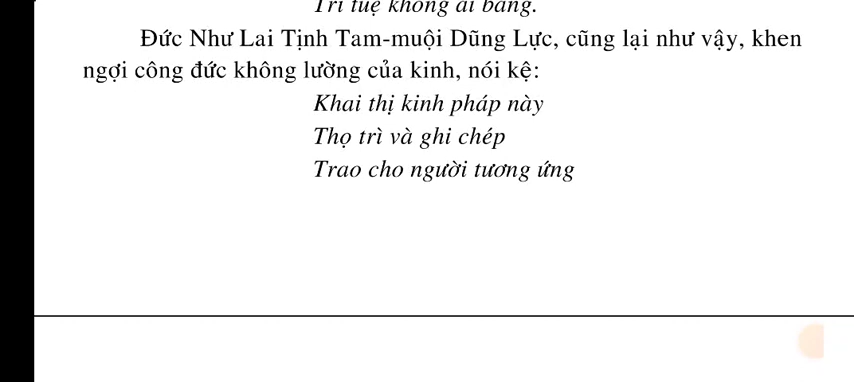 Trí tuệ không ai bằng.
Đức Như Lai Tịnh Tam-muội Dũng Lực, cũng lại như vậy, khen
ngợi công đức không lường của kinh, nói kệ:
Khai thị kinh pháp này
Thọ trì và ghi chép
Trao cho người tương ứng